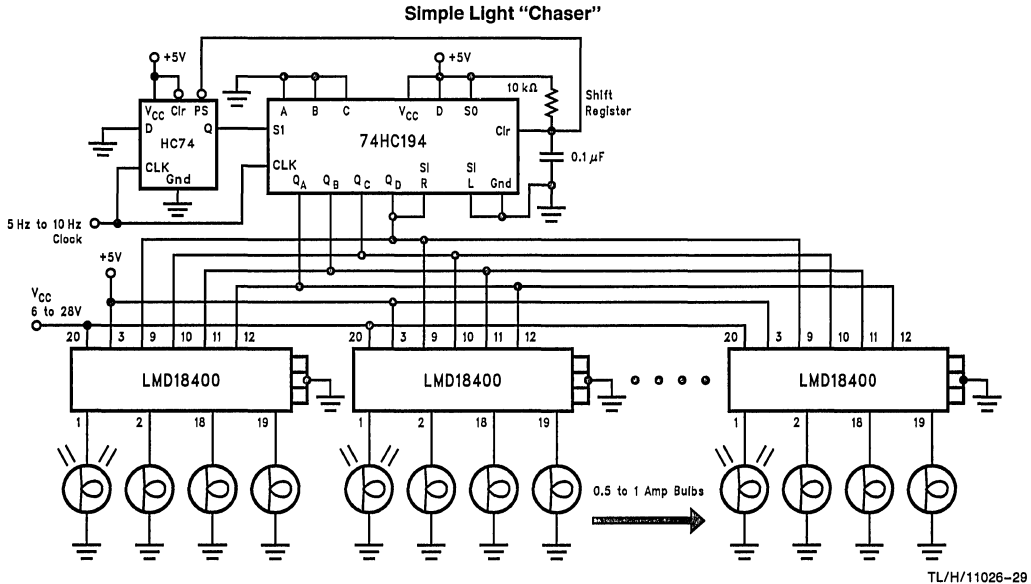 Simple Light “Chaser”
+5V
+5V
10 kΩ
Shift
Register
VCC Clr PS
D
Q
HC74
CLK
Gnd
A B C
VCC D S0
S1
74HC194
Clr
CLK
QA QB QC QD
SI
R
SI
L
Gnd
0.1 µF
5 Hz to 10 Hz
Clock
+5V
VCC
6 to 28V
20 3 9 10 11 12
20 3 9 10 11 12
20 3 9 10 11 12
LMD18400
LMD18400
LMD18400
1 2 18 19
1 2 18 19
1 2 18 19
0.5 to 1 Amp Bulbs
TL/H/11026-29